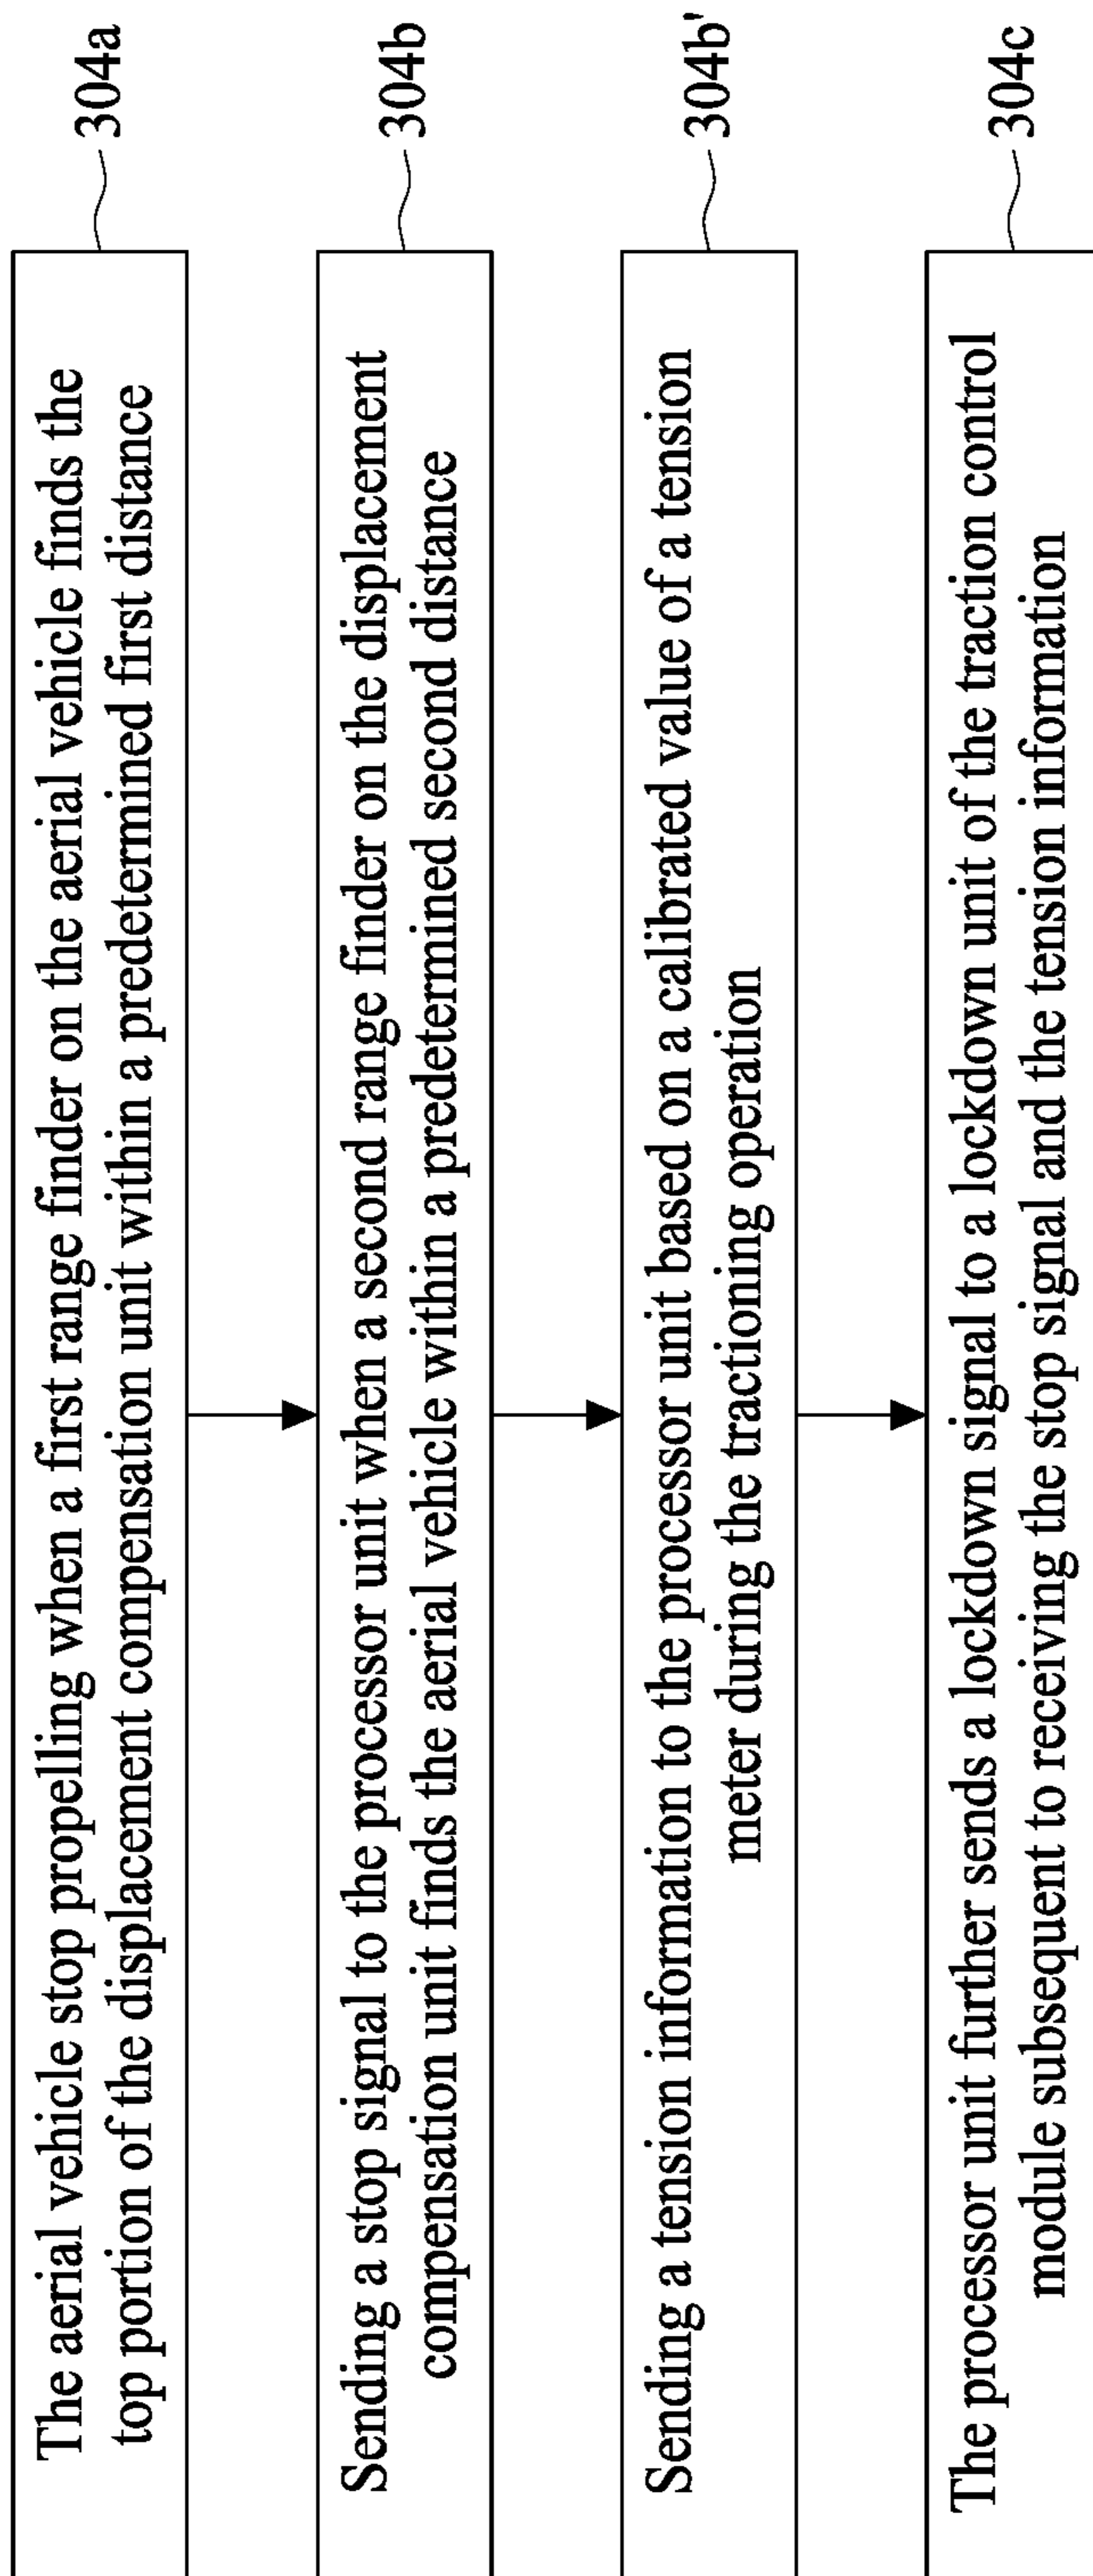 The aerial vehicle stop propelling when a first range finder on the aerial vehicle finds the
top portion of the displacement compensation unit within a predetermined first distance
304a
Sending a stop signal to the processor unit when a second range finder on the displacement
compensation unit finds the aerial vehicle within a predetermined second distance
304b
Sending a tension information to the processor unit based on a calibrated value of a tension
meter during the tractioning operation
304b'
The processor unit further sends a lockdown signal to a lockdown unit of the traction control
module subsequent to receiving the stop signal and the tension information
304c